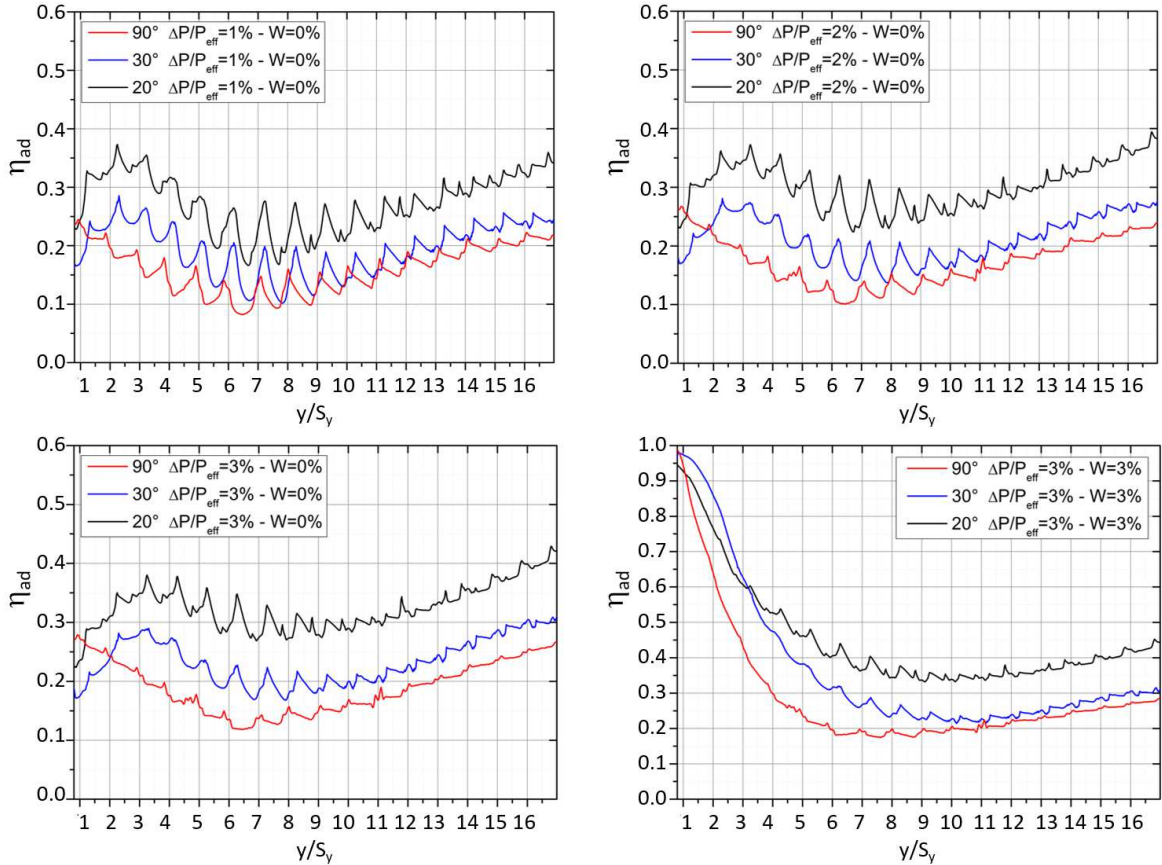 0.6
0.5
0.4
0.3
0.2
0.1
0.0
η_ad
90° ΔP/P_eff=1% - W=0%
30° ΔP/P_eff=1% - W=0%
20° ΔP/P_eff=1% - W=0%
1 2 3 4 5 6 7 8 9 10 11 12 13 14 15 16
y/S_y
0.6
0.5
0.4
0.3
0.2
0.1
0.0
η_ad
90° ΔP/P_eff=2% - W=0%
30° ΔP/P_eff=2% - W=0%
20° ΔP/P_eff=2% - W=0%
1 2 3 4 5 6 7 8 9 10 11 12 13 14 15 16
y/S_y
0.6
0.5
0.4
0.3
0.2
0.1
0.0
η_ad
90° ΔP/P_eff=3% - W=0%
30° ΔP/P_eff=3% - W=0%
20° ΔP/P_eff=3% - W=0%
1 2 3 4 5 6 7 8 9 10 11 12 13 14 15 16
y/S_y
1.0
0.9
0.8
0.7
0.6
0.5
0.4
0.3
0.2
0.1
0.0
η_ad
90° ΔP/P_eff=3% - W=3%
30° ΔP/P_eff=3% - W=3%
20° ΔP/P_eff=3% - W=3%
1 2 3 4 5 6 7 8 9 10 11 12 13 14 15 16
y/S_y